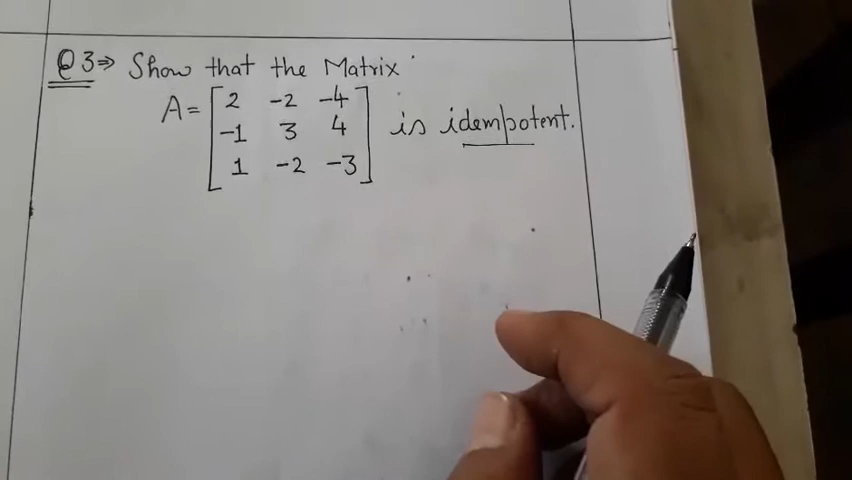 Q3⇒ Show that the Matrix
A = [ 2 -2 -4
-1 3 4 is idempotent.
1 -2 -3 ]